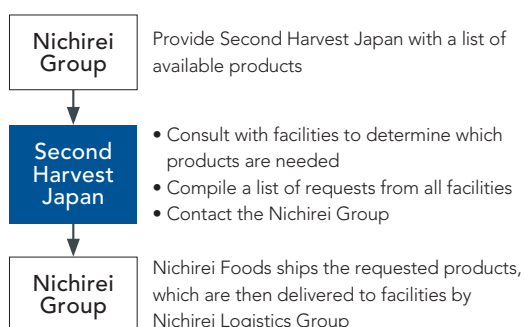 Nichirei
Group
Provide Second Harvest Japan with a list of
available products
Second
Harvest
Japan
• Consult with facilities to determine which
products are needed
• Compile a list of requests from all facilities
• Contact the Nichirei Group
Nichirei
Group
Nichirei Foods ships the requested products,
which are then delivered to facilities by
Nichirei Logistics Group